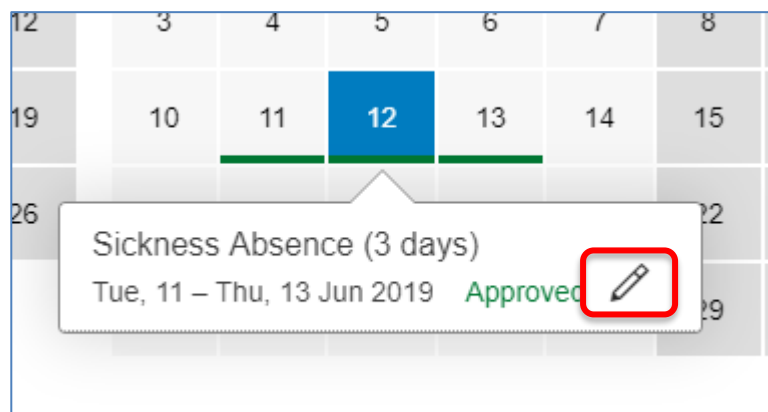 12 3 4 5 6 7 8
19 10 11 12 13 14 15
26 22
Sickness Absence (3 days)
Tue, 11 – Thu, 13 Jun 2019 Approved
29